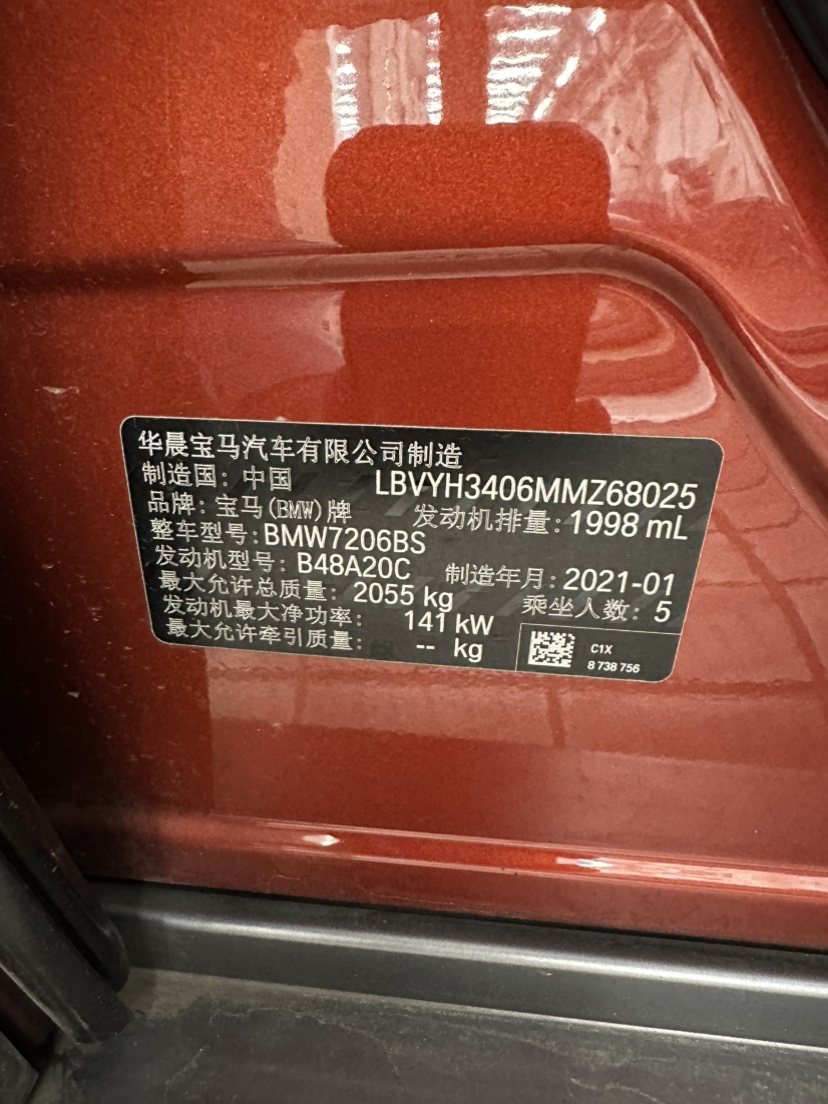 华晨宝马汽车有限公司制造
制造国: 中国 LBVYH3406MMZ68025
品牌: 宝马(BMW)牌 发动机排量: 1998 mL
整车型号: BMW7206BS
发动机型号: B48A20C 制造年月: 2021-01
最大允许总质量: 2055 kg 乘坐人数: 5
发动机最大净功率: 141 kW
最大允许牵引质量: -- kg
C1X
8 738 756